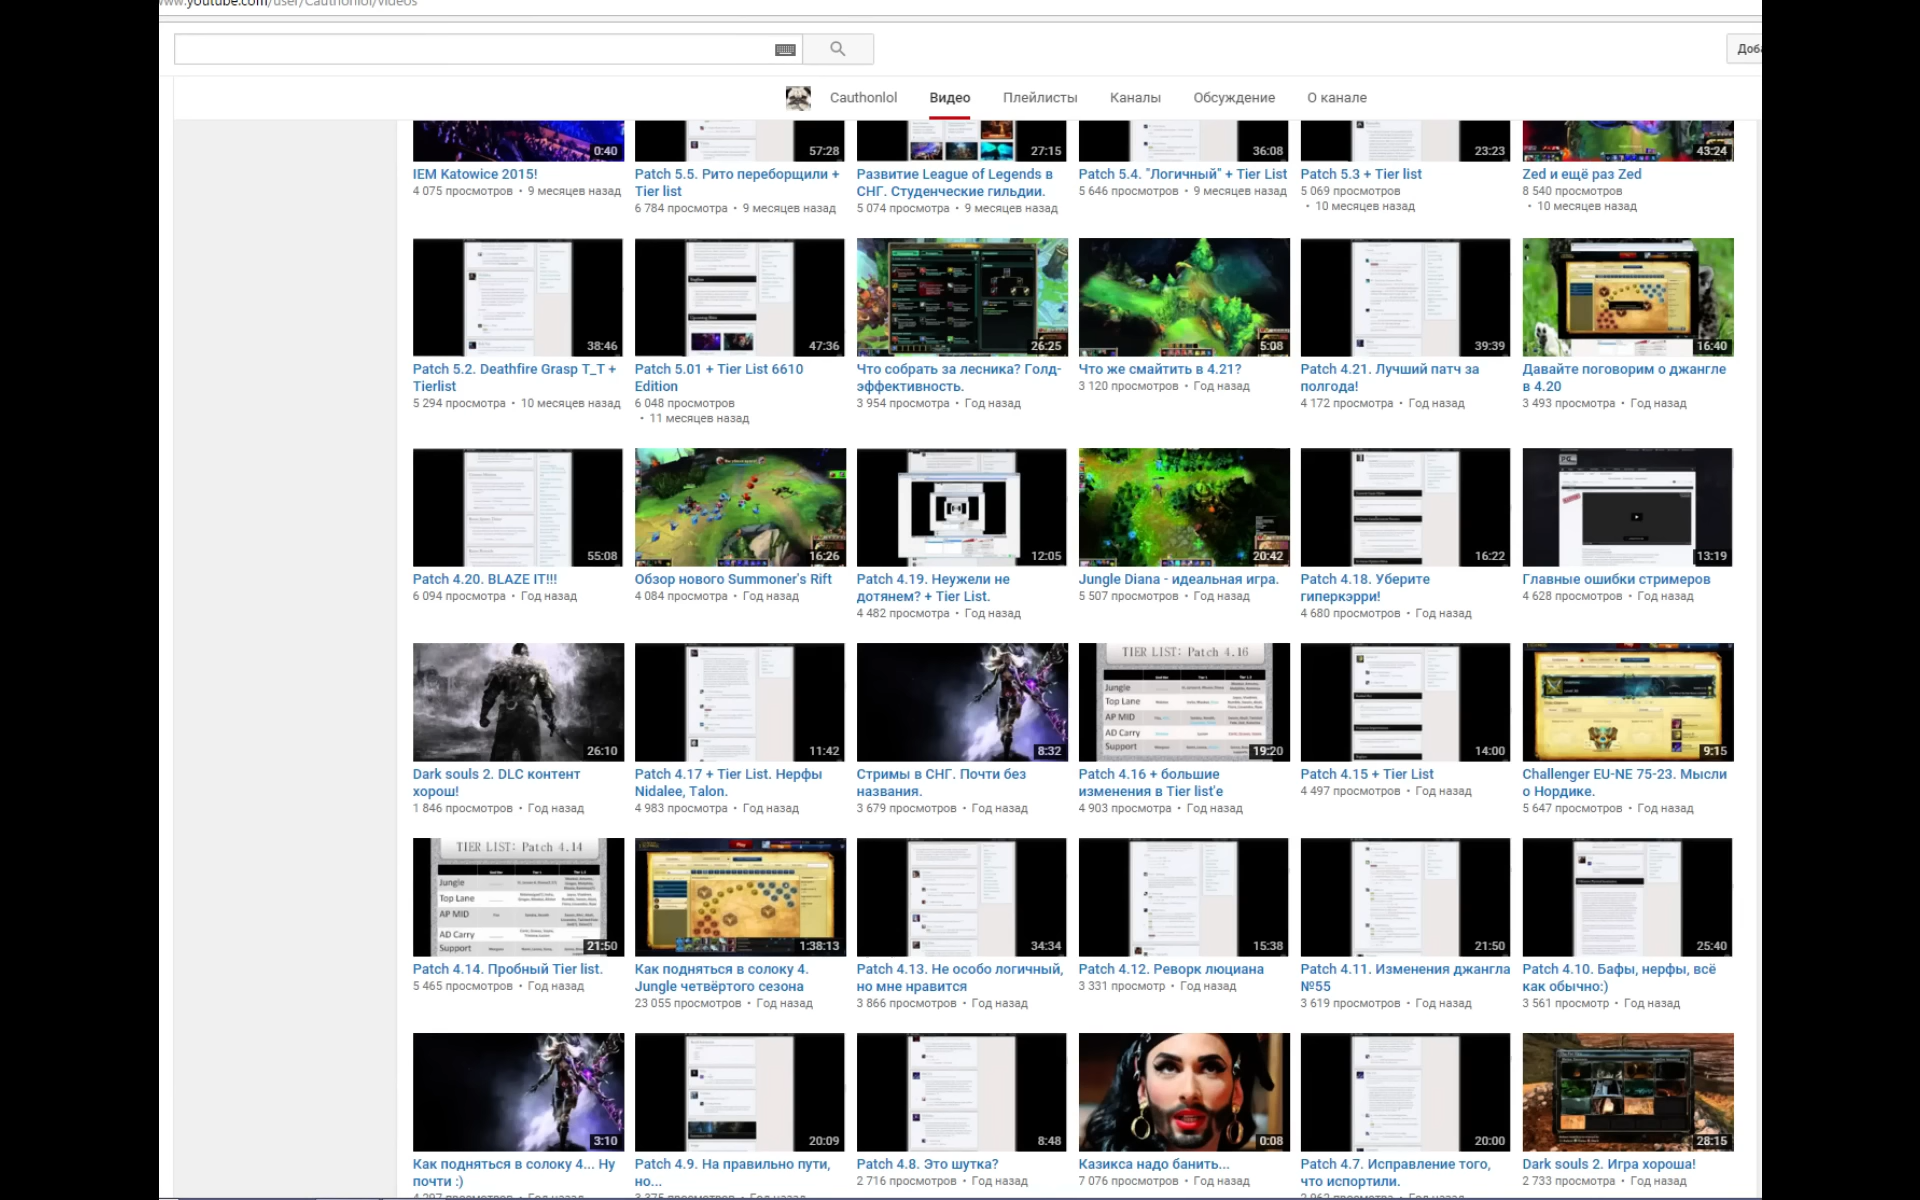 www.youtube.com/user/Cauthonlol/videos
Доба
Cauthonlol Видео Плейлисты Каналы Обсуждение О канале
0:40 57:28 27:15 36:08 23:23 43:24
IEM Katowice 2015!
4 075 просмотров • 9 месяцев назад
Patch 5.5. Рито переборщили +
Tier list
6 784 просмотра • 9 месяцев назад
Развитие League of Legends в
СНГ. Студенческие гильдии.
5 074 просмотра • 9 месяцев назад
Patch 5.4. "Логичный" + Tier List
5 646 просмотров • 9 месяцев назад
Patch 5.3 + Tier list
5 069 просмотров
• 10 месяцев назад
Zed и ещё раз Zed
8 540 просмотров
• 10 месяцев назад
38:46 47:36 26:25 5:08 39:39 16:40
Patch 5.2. Deathfire Grasp T_T +
Tierlist
5 294 просмотра • 10 месяцев назад
Patch 5.01 + Tier List 6610
Edition
6 048 просмотров
• 11 месяцев назад
Что собрать за лесника? Голд-
эффективность.
3 954 просмотра • Год назад
Что же смайтить в 4.21?
3 120 просмотров • Год назад
Patch 4.21. Лучший патч за
полгода!
4 172 просмотра • Год назад
Давайте поговорим о джангле
в 4.20
3 493 просмотра • Год назад
55:08 16:26 12:05 20:42 16:22 13:19
Patch 4.20. BLAZE IT!!!
6 094 просмотра • Год назад
Обзор нового Summoner's Rift
4 084 просмотра • Год назад
Patch 4.19. Неужели не
дотянем? + Tier List.
4 482 просмотра • Год назад
Jungle Diana - идеальная игра.
5 507 просмотров • Год назад
Patch 4.18. Уберите
гиперкэрри!
4 680 просмотров • Год назад
Главные ошибки стримеров
4 628 просмотров • Год назад
TIER LIST: Patch 4.16
Jungle
Top Lane
AP MID
AD Carry
Support
26:10 11:42 8:32 19:20 14:00 9:15
Dark souls 2. DLC контент
хорош!
1 846 просмотров • Год назад
Patch 4.17 + Tier List. Нерфы
Nidalee, Talon.
4 983 просмотра • Год назад
Стримы в СНГ. Почти без
названия.
3 679 просмотров • Год назад
Patch 4.16 + большие
изменения в Tier list'е
4 903 просмотра • Год назад
Patch 4.15 + Tier List
4 497 просмотров • Год назад
Challenger EU-NE 75-23. Мысли
о Нордике.
5 647 просмотров • Год назад
TIER LIST: Patch 4.14
Jungle
Top Lane
AP MID
AD Carry
Support
21:50 1:38:13 34:34 15:38 21:50 25:40
Patch 4.14. Пробный Tier list.
5 465 просмотров • Год назад
Как подняться в солоку 4.
Jungle четвёртого сезона
23 055 просмотров • Год назад
Patch 4.13. Не особо логичный,
но мне нравится
3 866 просмотров • Год назад
Patch 4.12. Реворк люциана
3 331 просмотр • Год назад
Patch 4.11. Изменения джангла
№55
3 619 просмотров • Год назад
Patch 4.10. Бафы, нерфы, всё
как обычно:)
3 561 просмотр • Год назад
3:10 20:09 8:48 0:08 20:00 28:15
Как подняться в солоку 4... Ну
почти :)
4 297 просмотров • Год назад
Patch 4.9. На правильно пути,
но...
3 375 просмотров • Год назад
Patch 4.8. Это шутка?
2 716 просмотров • Год назад
Казикса надо банить...
7 076 просмотров • Год назад
Patch 4.7. Исправление того,
что испортили.
2 962 просмотра • Год назад
Dark souls 2. Игра хороша!
2 733 просмотра • Год назад